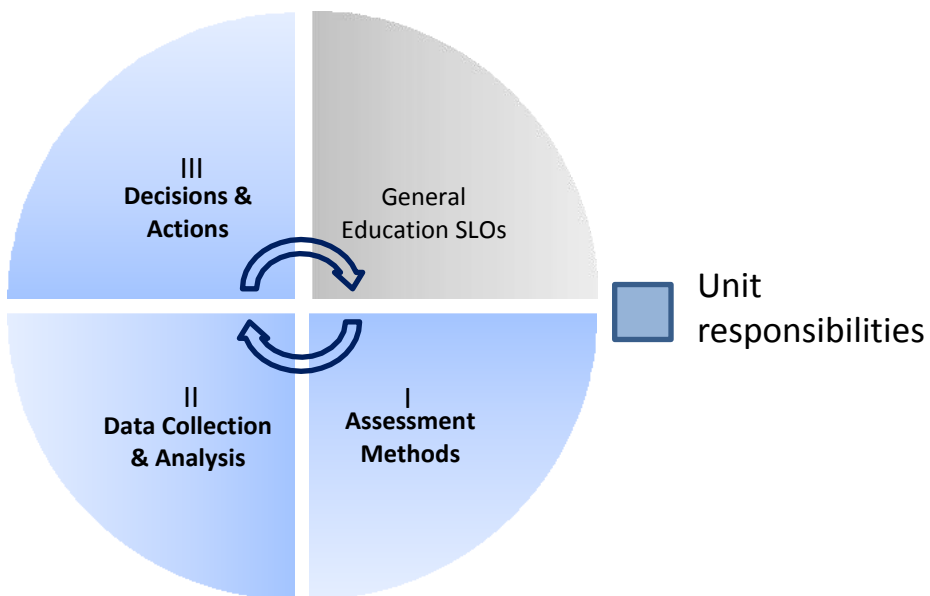 III
Decisions &
Actions
General
Education SLOs
II
Data Collection
& Analysis
I
Assessment
Methods
Unit
responsibilities